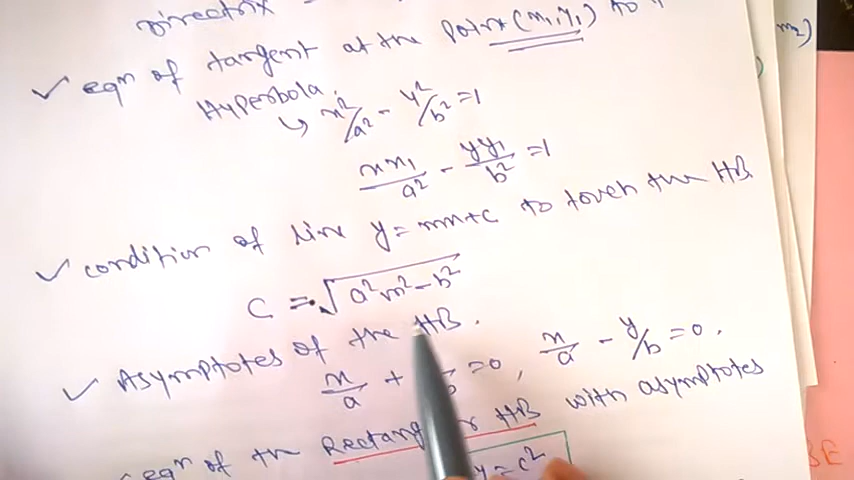 Directrix =
✓ eqⁿ of tangent at the point (x₁,y₁) to
Hyperbola.
↳ x²/a² - y²/b² = 1
xx₁/a² - yy₁/b² = 1
✓ condition of line y = mx+c to touch the HB
C = √a²m²-b²
✓ Asymptotes of the HB.
x/a + /b = 0, x/a - y/b = 0.
eqⁿ of the HB with asymptotes
y = c²